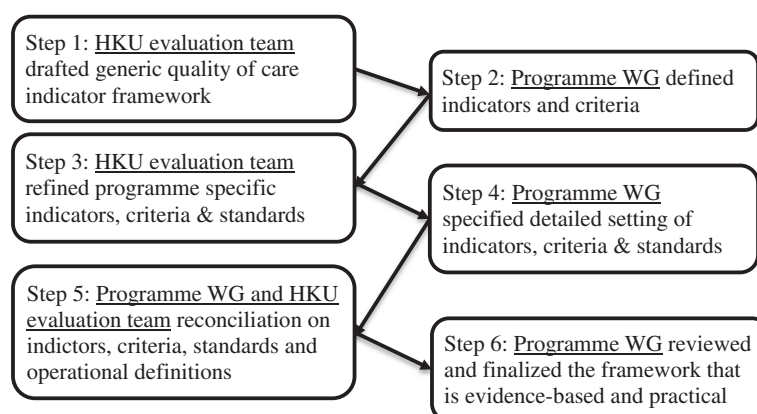 Step 1: HKU evaluation team
drafted generic quality of care
indicator framework
Step 2: Programme WG defined
indicators and criteria
Step 3: HKU evaluation team
refined programme specific
indicators, criteria & standards
Step 4: Programme WG
specified detailed setting of
indicators, criteria & standards
Step 5: Programme WG and HKU
evaluation team reconciliation on
indictors, criteria, standards and
operational definitions
Step 6: Programme WG reviewed
and finalized the framework that
is evidence-based and practical